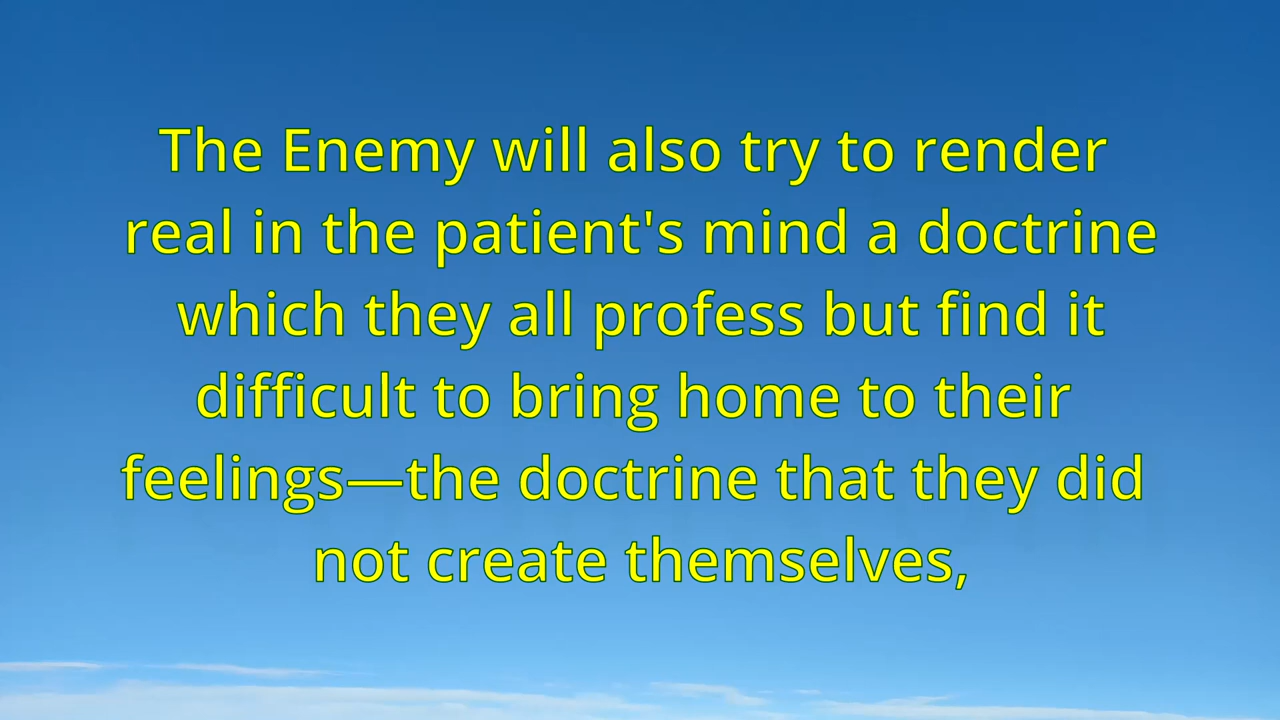 The Enemy will also try to render
real in the patient's mind a doctrine
which they all profess but find it
difficult to bring home to their
feelings—the doctrine that they did
not create themselves,